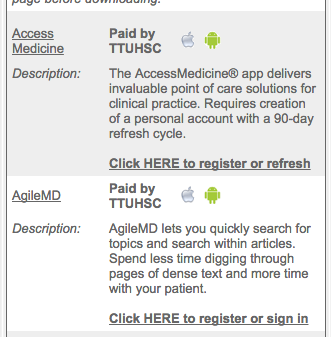 page before downloading.
Access Medicine
Paid by TTUHSC
Description:
The AccessMedicine® app delivers
invaluable point of care solutions for
clinical practice. Requires creation
of a personal account with a 90-day
refresh cycle.
Click HERE to register or refresh
AgileMD
Paid by TTUHSC
Description:
AgileMD lets you quickly search for
topics and search within articles.
Spend less time digging through
pages of dense text and more time
with your patient.
Click HERE to register or sign in